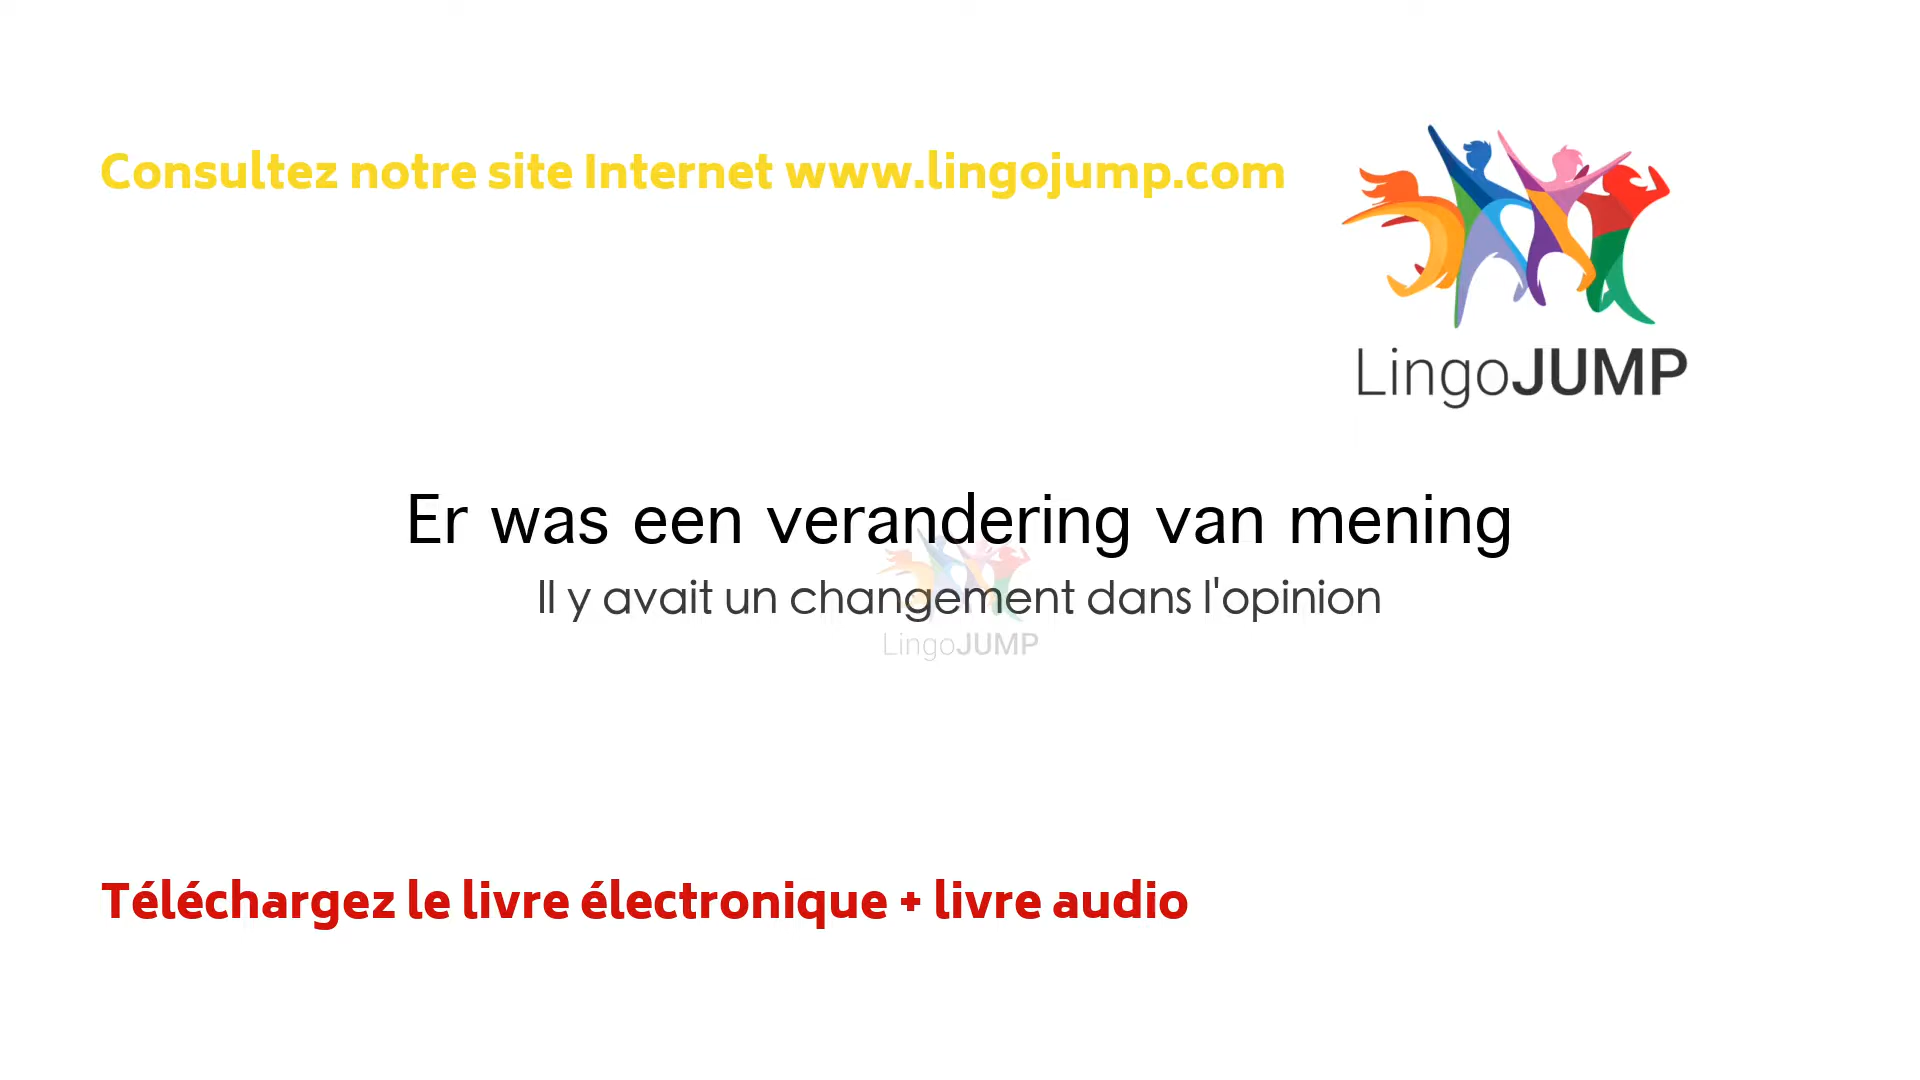 Consultez notre site Internet www.lingojump.com
LingoJUMP
Er was een verandering van mening
Il y avait un changement dans l'opinion
LingoJUMP
Téléchargez le livre électronique + livre audio